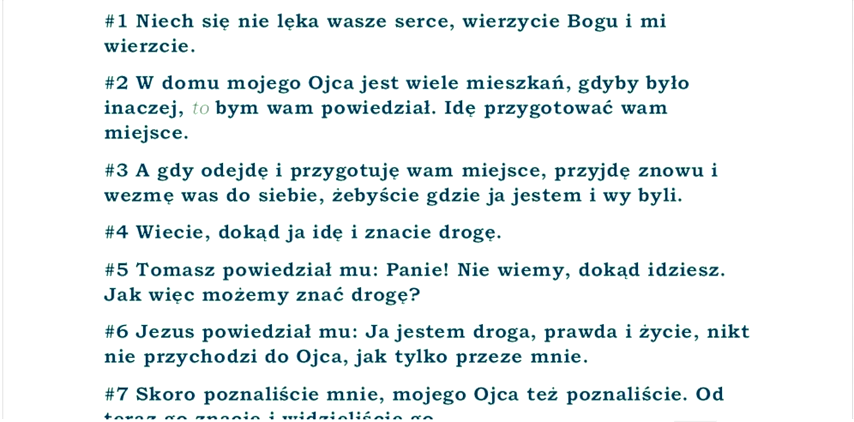 #1 Niech się nie lęka wasze serce, wierzycie Bogu i mi
wierzcie.
#2 W domu mojego Ojca jest wiele mieszkań, gdyby było
inaczej, to bym wam powiedział. Idę przygotować wam
miejsce.
#3 A gdy odejdę i przygotuję wam miejsce, przyjdę znowu i
wezmę was do siebie, żebyście gdzie ja jestem i wy byli.
#4 Wiecie, dokąd ja idę i znacie drogę.
#5 Tomasz powiedział mu: Panie! Nie wiemy, dokąd idziesz.
Jak więc możemy znać drogę?
#6 Jezus powiedział mu: Ja jestem droga, prawda i życie, nikt
nie przychodzi do Ojca, jak tylko przeze mnie.
#7 Skoro poznaliście mnie, mojego Ojca też poznaliście. Od
teraz go znacie i widzieliście go.